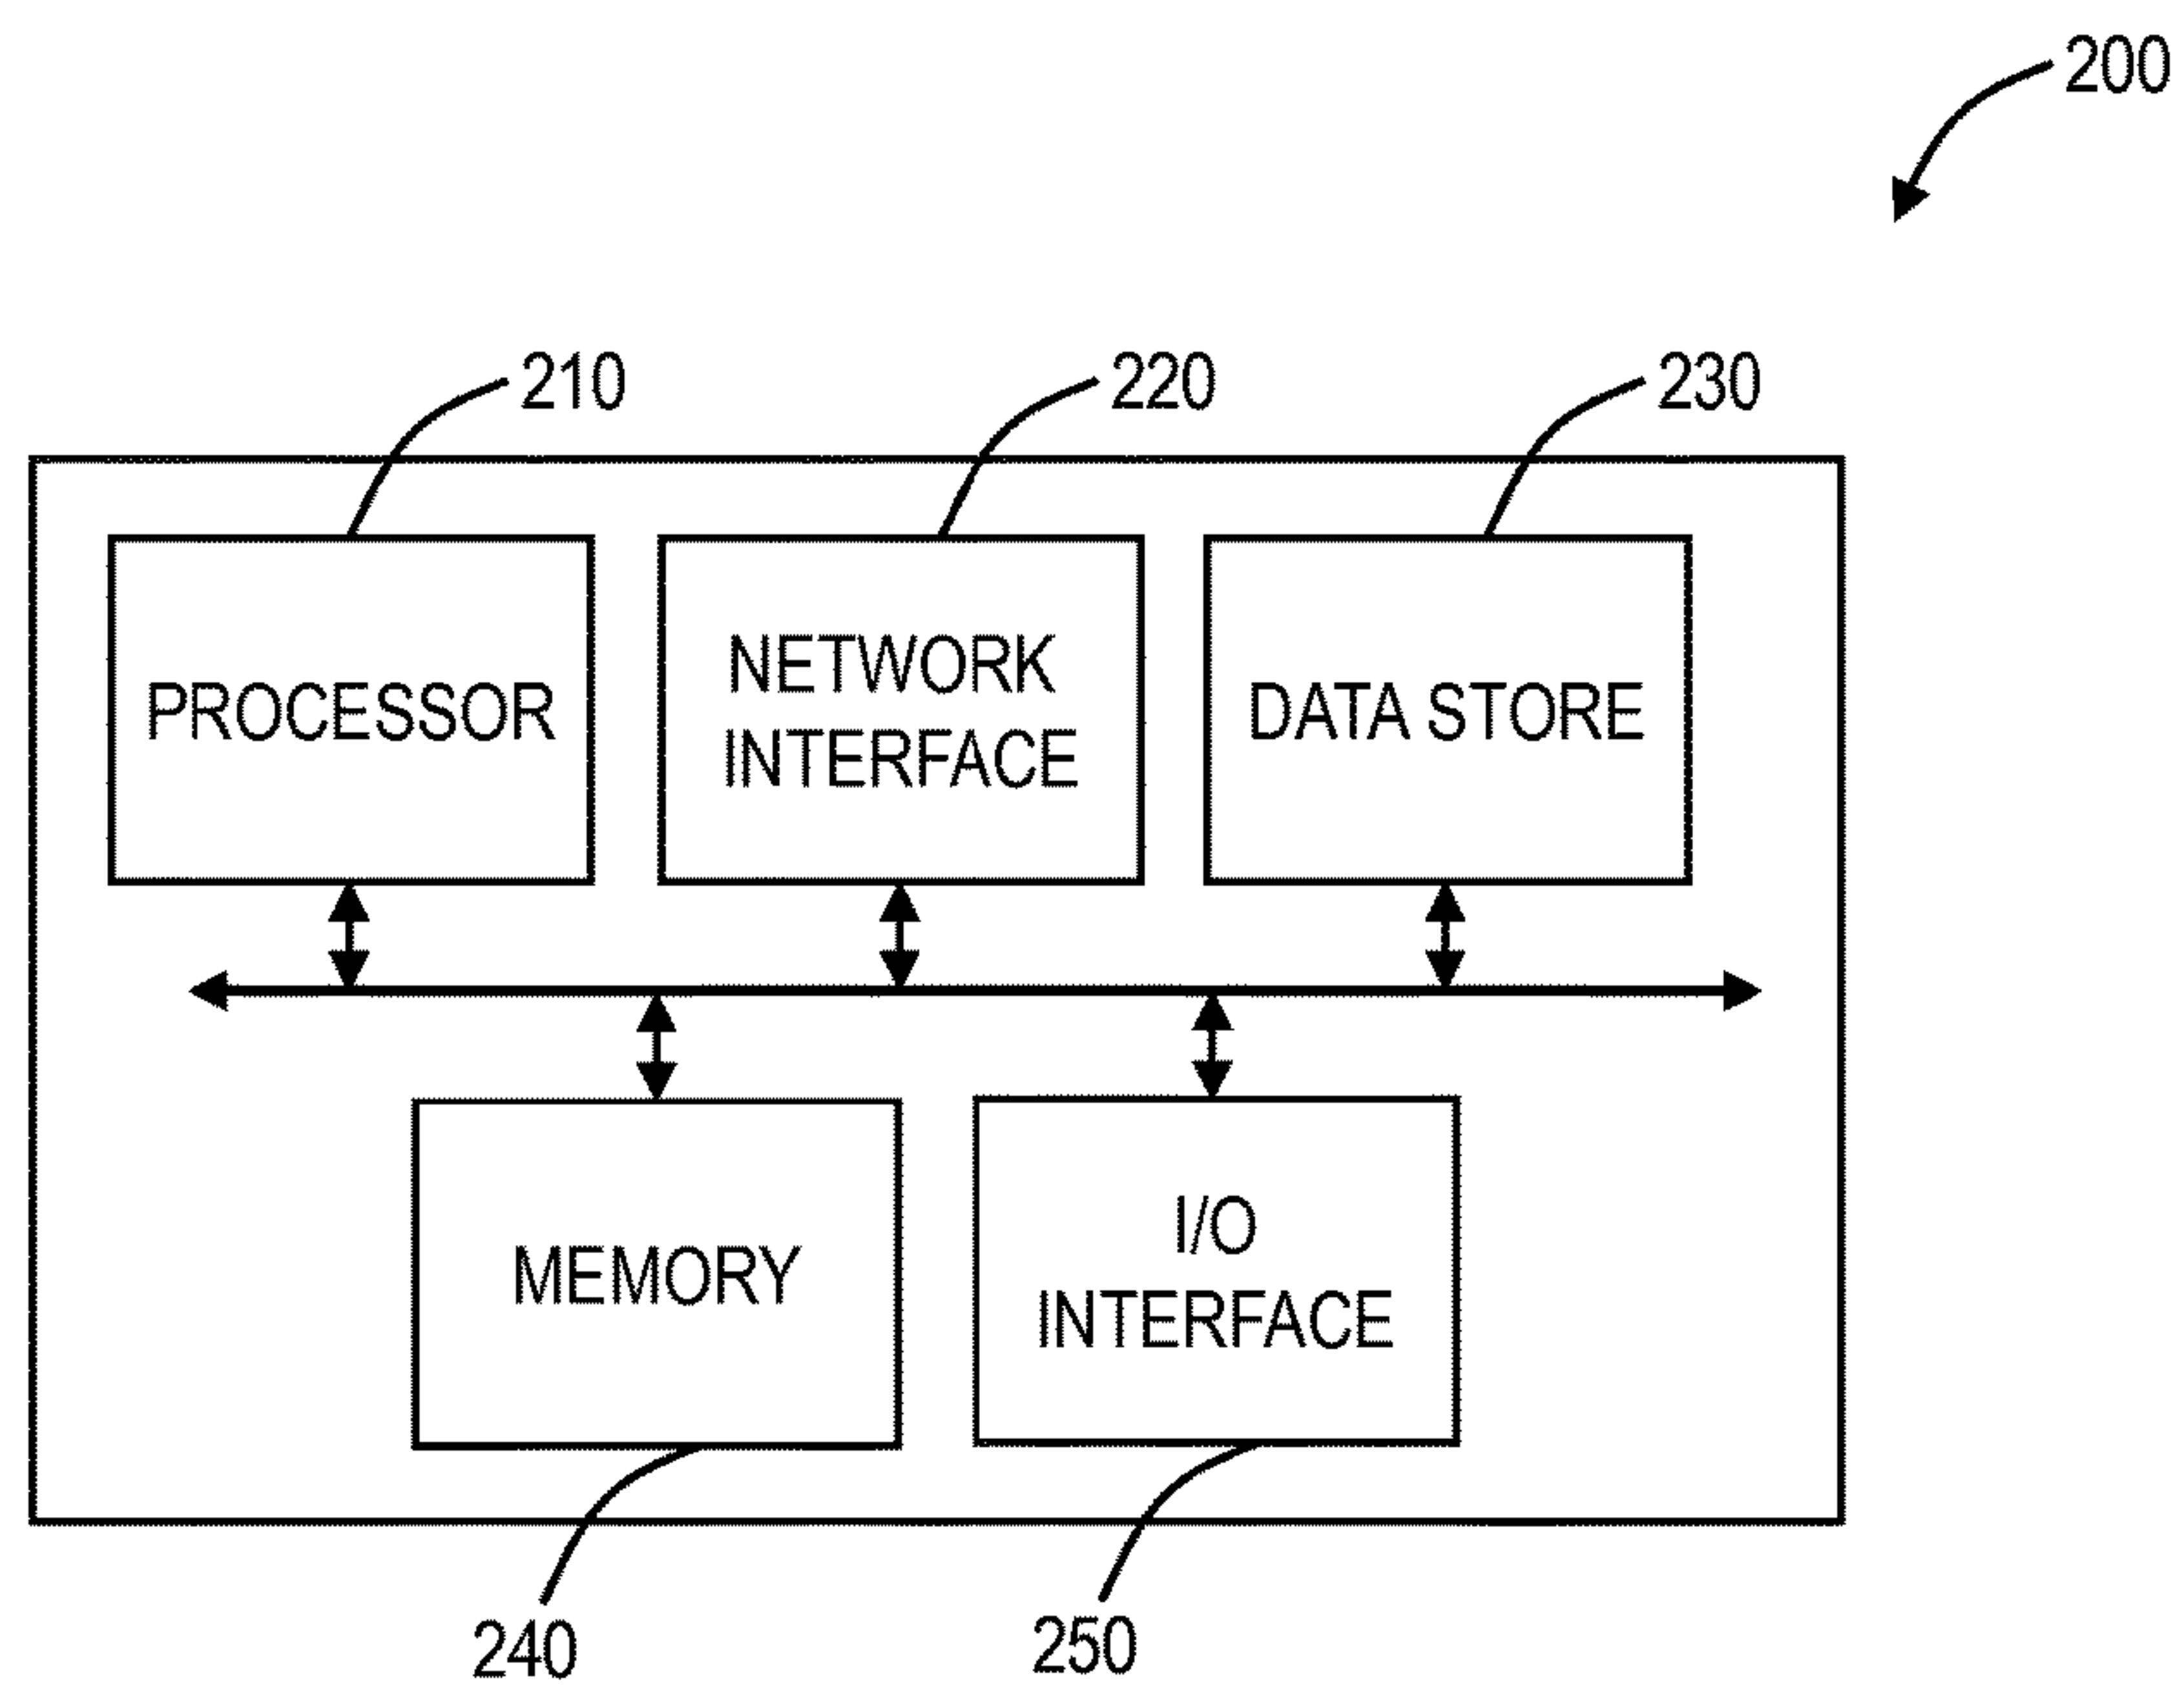 200
210
220
230
PROCESSOR
NETWORK
INTERFACE
DATA STORE
MEMORY
I/O
INTERFACE
240
250